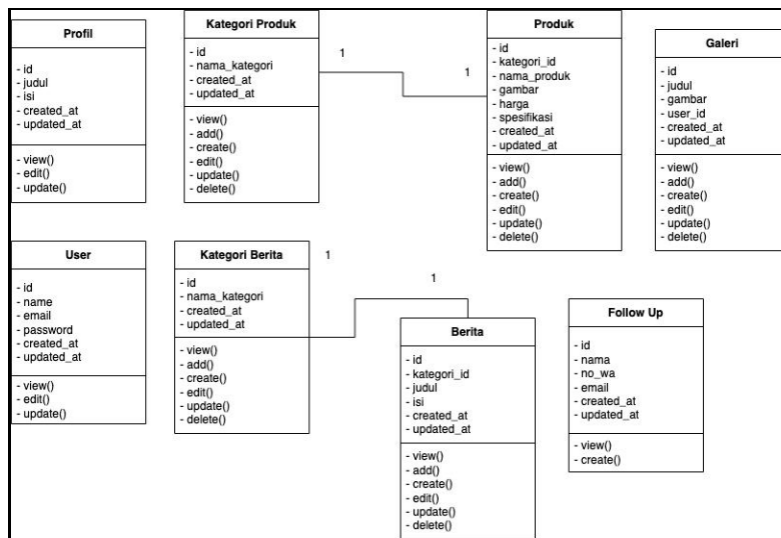 Profil
- id
- judul
- isi
- created_at
- updated_at
- view()
- edit()
- update()
Kategori Produk
- id
- nama_kategori
- created_at
- updated_at
- view()
- add()
- create()
- edit()
- update()
- delete()
1
1
Produk
- id
- kategori_id
- nama_produk
- gambar
- harga
- spesifikasi
- created_at
- updated_at
- view()
- add()
- create()
- edit()
- update()
- delete()
Galeri
- id
- judul
- gambar
- user_id
- created_at
- updated_at
- view()
- add()
- create()
- edit()
- update()
- delete()
User
- id
- name
- email
- password
- created_at
- updated_at
- view()
- edit()
- update()
Kategori Berita
- id
- nama_kategori
- created_at
- updated_at
- view()
- add()
- create()
- edit()
- update()
- delete()
1
1
Berita
- id
- kategori_id
- judul
- isi
- created_at
- updated_at
- view()
- add()
- create()
- edit()
- update()
- delete()
Follow Up
- id
- nama
- no_wa
- email
- created_at
- updated_at
- view()
- create()